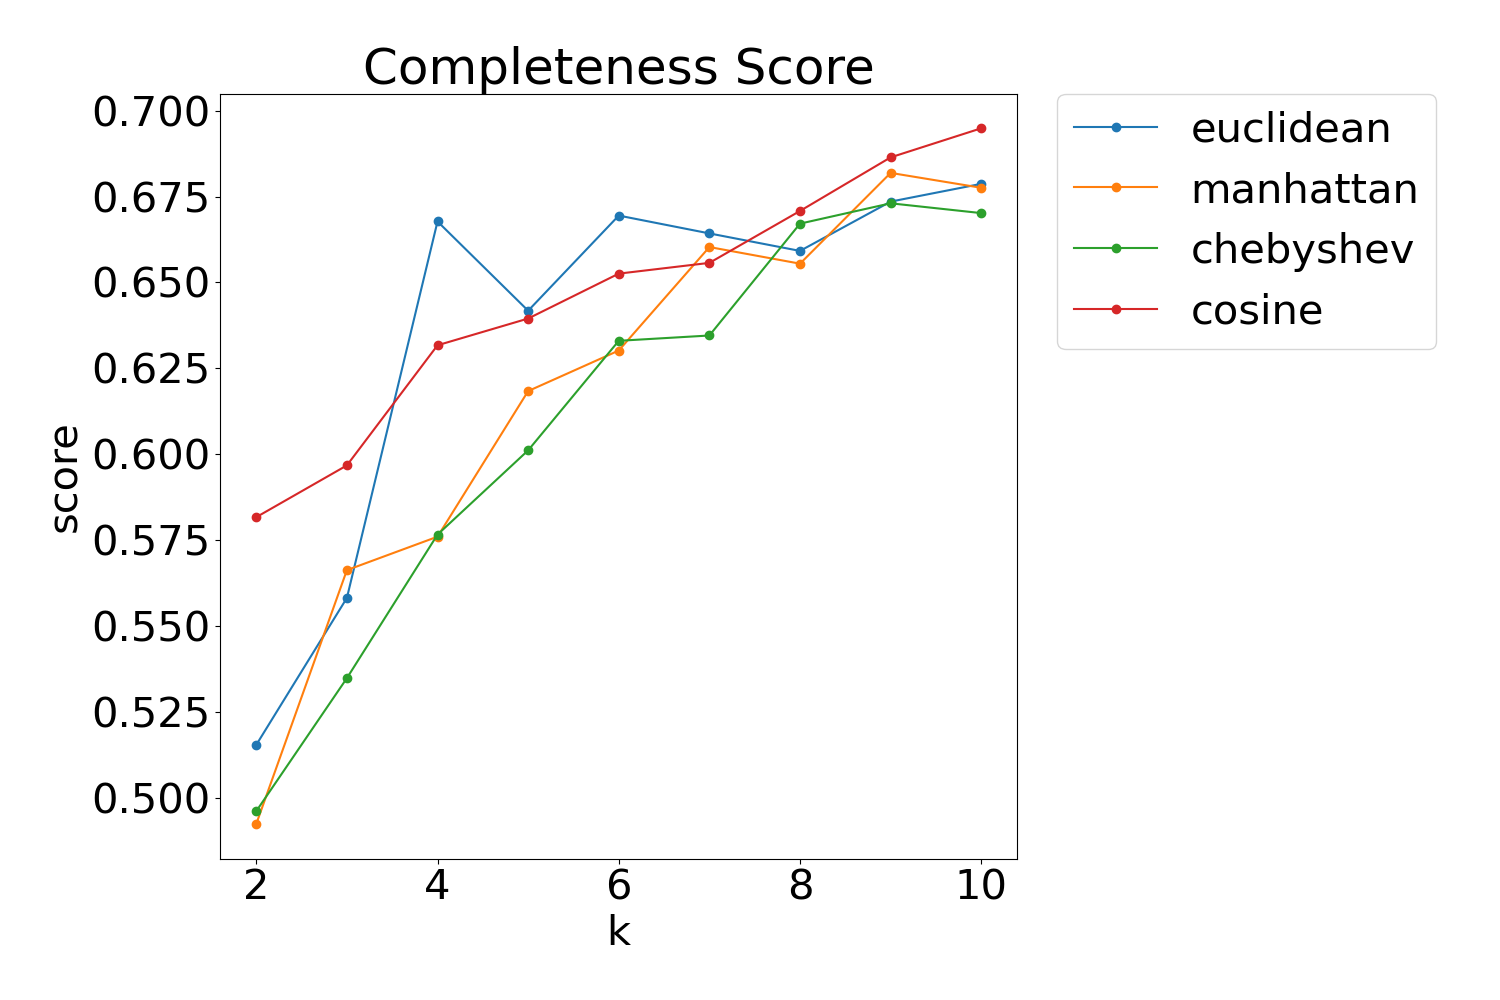 Completeness Score
0.700
0.675
0.650
0.625
0.600
0.575
0.550
0.525
0.500
score
2 4 6 8 10
k
euclidean
manhattan
chebyshev
cosine